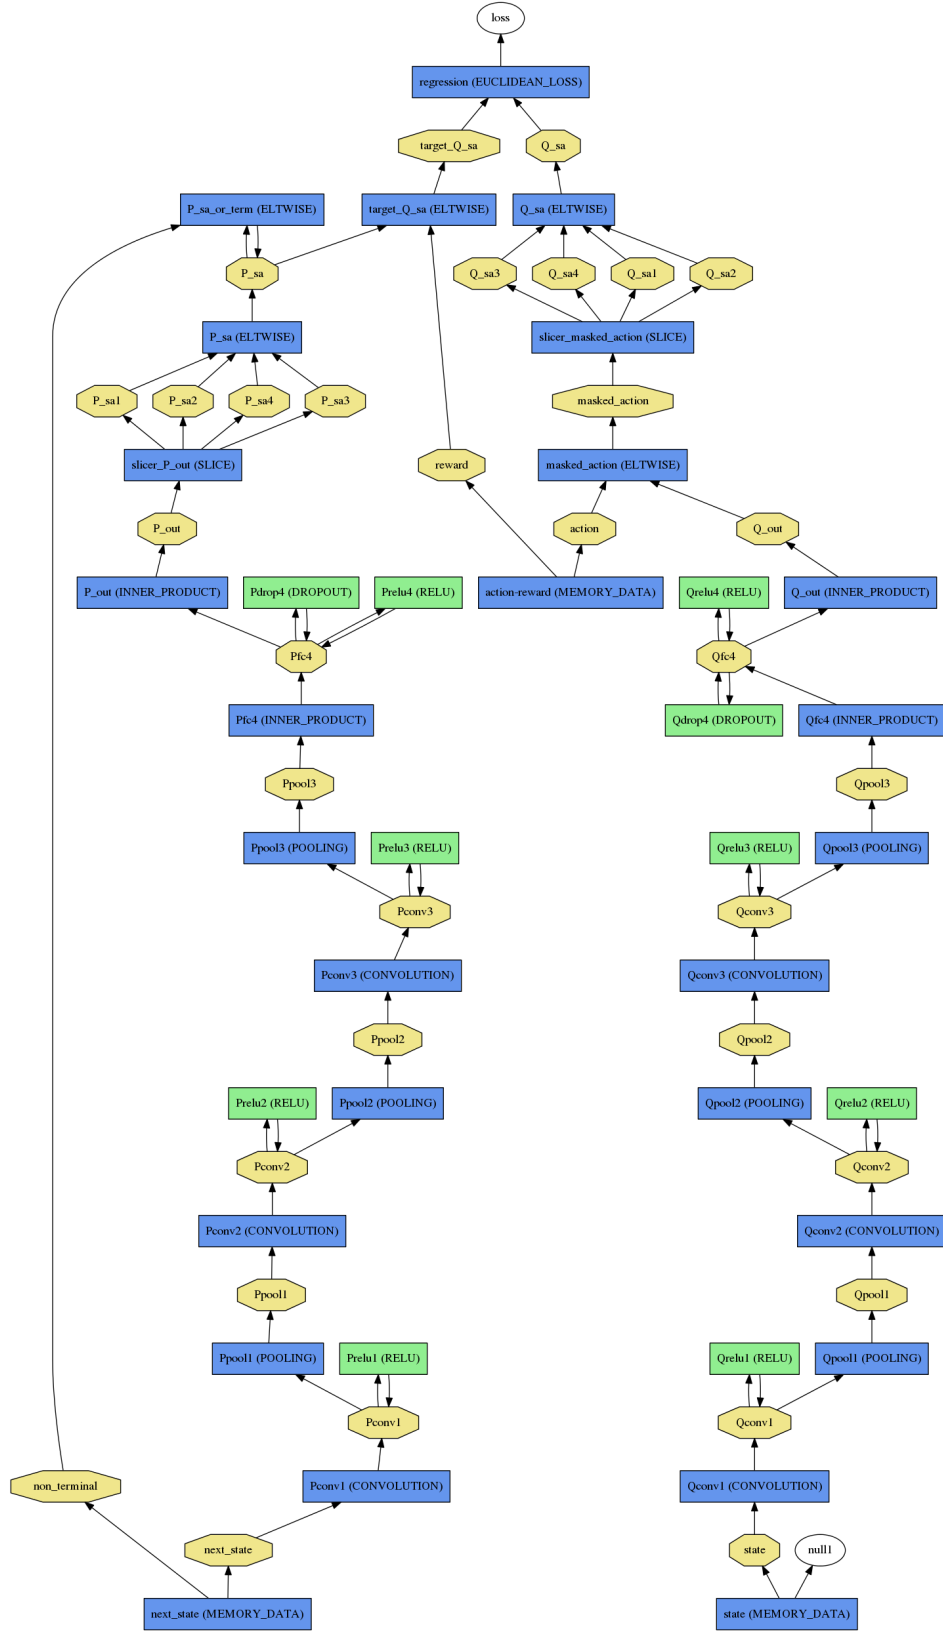 loss
regression (EUCLIDEAN_LOSS)
target_Q_sa
Q_sa
P_sa_or_term (ELTWISE)
target_Q_sa (ELTWISE)
Q_sa (ELTWISE)
P_sa
Q_sa3
Q_sa4
Q_sa1
Q_sa2
P_sa (ELTWISE)
slicer_masked_action (SLICE)
P_sa1
P_sa2
P_sa4
P_sa3
masked_action
slicer_P_out (SLICE)
reward
masked_action (ELTWISE)
P_out
action
Q_out
P_out (INNER_PRODUCT)
Pdrop4 (DROPOUT)
Prelu4 (RELU)
action-reward (MEMORY_DATA)
Qrelu4 (RELU)
Q_out (INNER_PRODUCT)
Pfc4
Qfc4
Pfc4 (INNER_PRODUCT)
Qdrop4 (DROPOUT)
Qfc4 (INNER_PRODUCT)
Ppool3
Qpool3
Ppool3 (POOLING)
Prelu3 (RELU)
Qrelu3 (RELU)
Qpool3 (POOLING)
Pconv3
Qconv3
Pconv3 (CONVOLUTION)
Qconv3 (CONVOLUTION)
Ppool2
Qpool2
Prelu2 (RELU)
Ppool2 (POOLING)
Qpool2 (POOLING)
Qrelu2 (RELU)
Pconv2
Qconv2
Pconv2 (CONVOLUTION)
Qconv2 (CONVOLUTION)
Ppool1
Qpool1
Ppool1 (POOLING)
Prelu1 (RELU)
Qrelu1 (RELU)
Qpool1 (POOLING)
Pconv1
Qconv1
non_terminal
Pconv1 (CONVOLUTION)
Qconv1 (CONVOLUTION)
next_state
state
null1
next_state (MEMORY_DATA)
state (MEMORY_DATA)